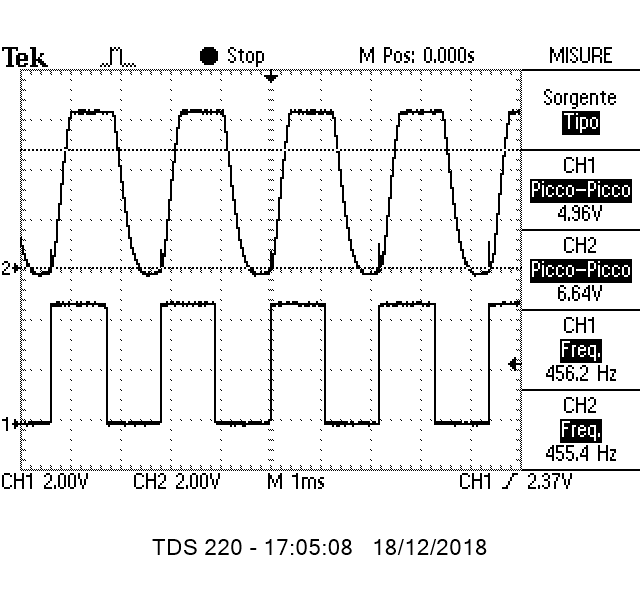 Tek Stop M Pos: 0.000s MISURE
Sorgente
Tipo
CH1
Picco-Picco
4.96V
CH2
Picco-Picco
6.64V
CH1
Freq.
456.2 Hz
CH2
Freq.
455.4 Hz
2
1
CH1 2.00V CH2 2.00V M 1ms CH1 2.37V
TDS 220 - 17:05:08 18/12/2018